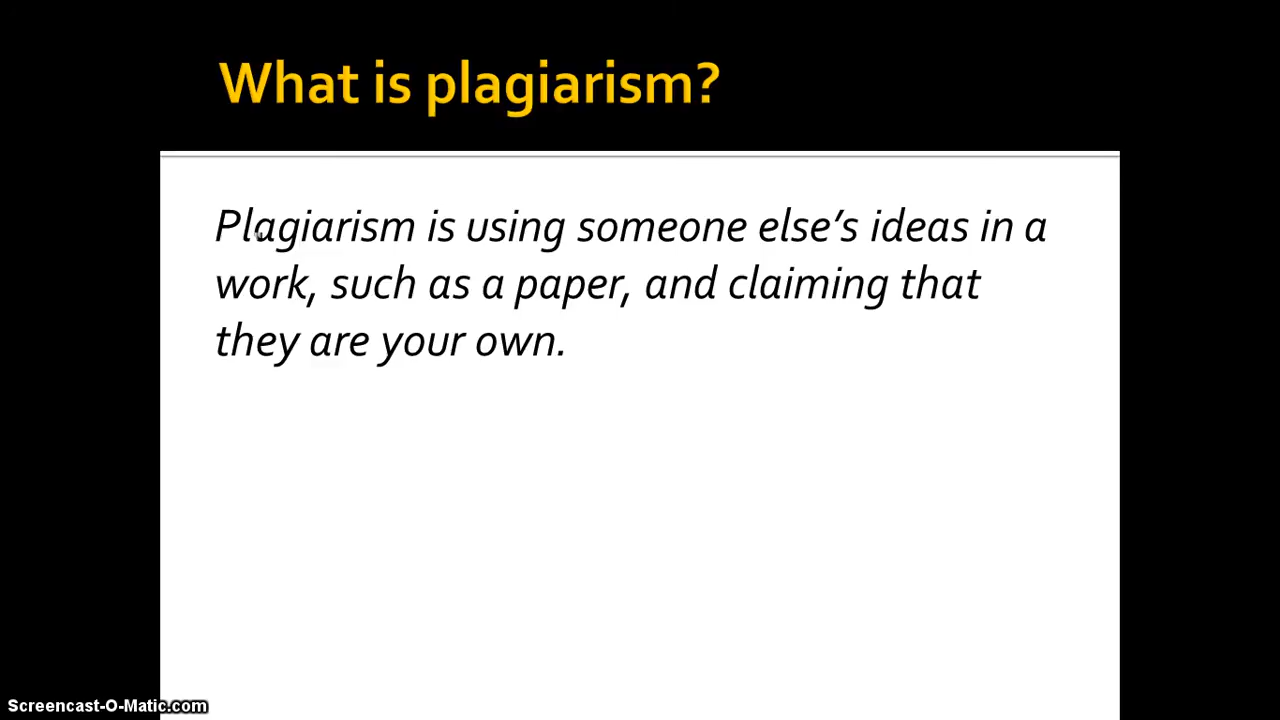 What is plagiarism?
Plagiarism is using someone else’s ideas in a
work, such as a paper, and claiming that
they are your own.
Screencast-O-Matic.com